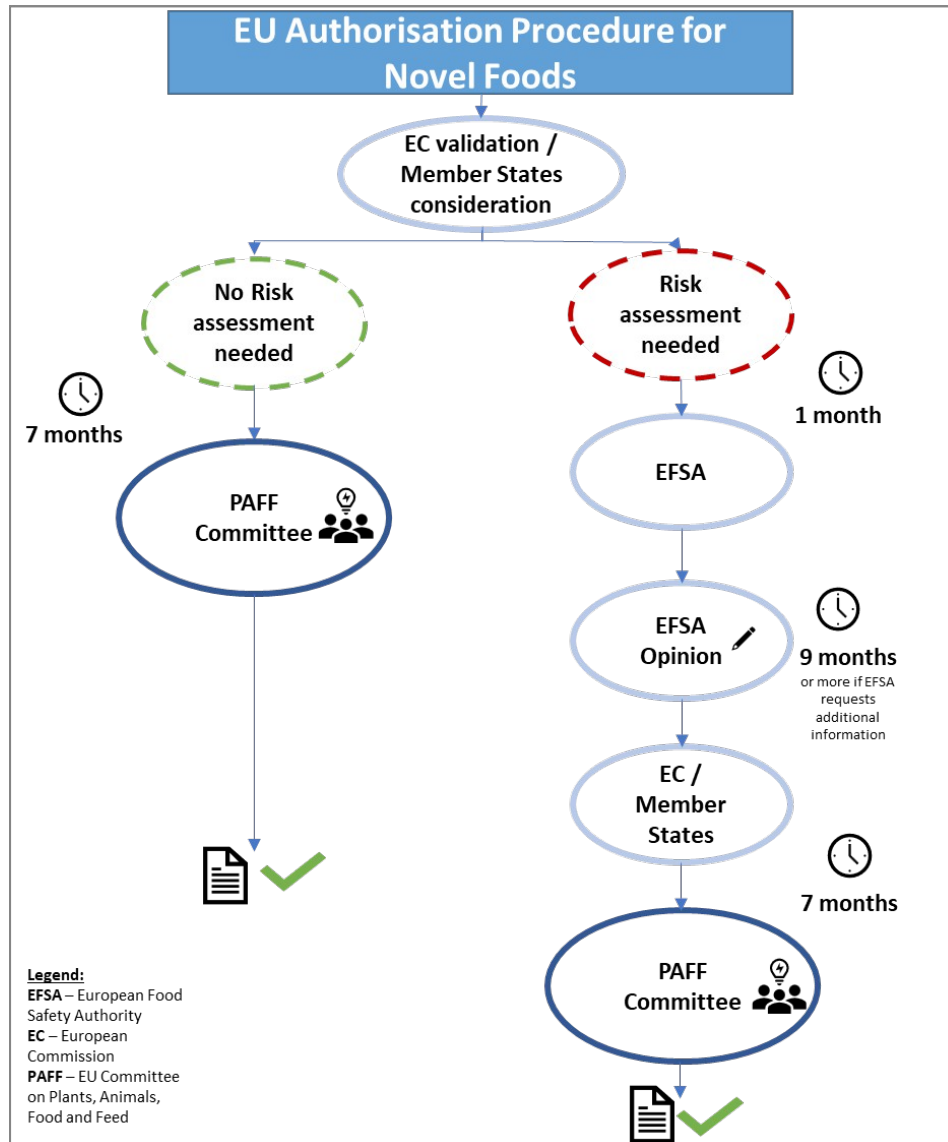 EU Authorisation Procedure for
Novel Foods
EC validation /
Member States
consideration
No Risk
assessment
needed
Risk
assessment
needed
7 months
1 month
PAFF
Committee
EFSA
EFSA
Opinion
9 months
or more if EFSA
requests
additional
information
EC /
Member
States
7 months
PAFF
Committee
Legend:
EFSA – European Food
Safety Authority
EC – European
Commission
PAFF – EU Committee
on Plants, Animals,
Food and Feed